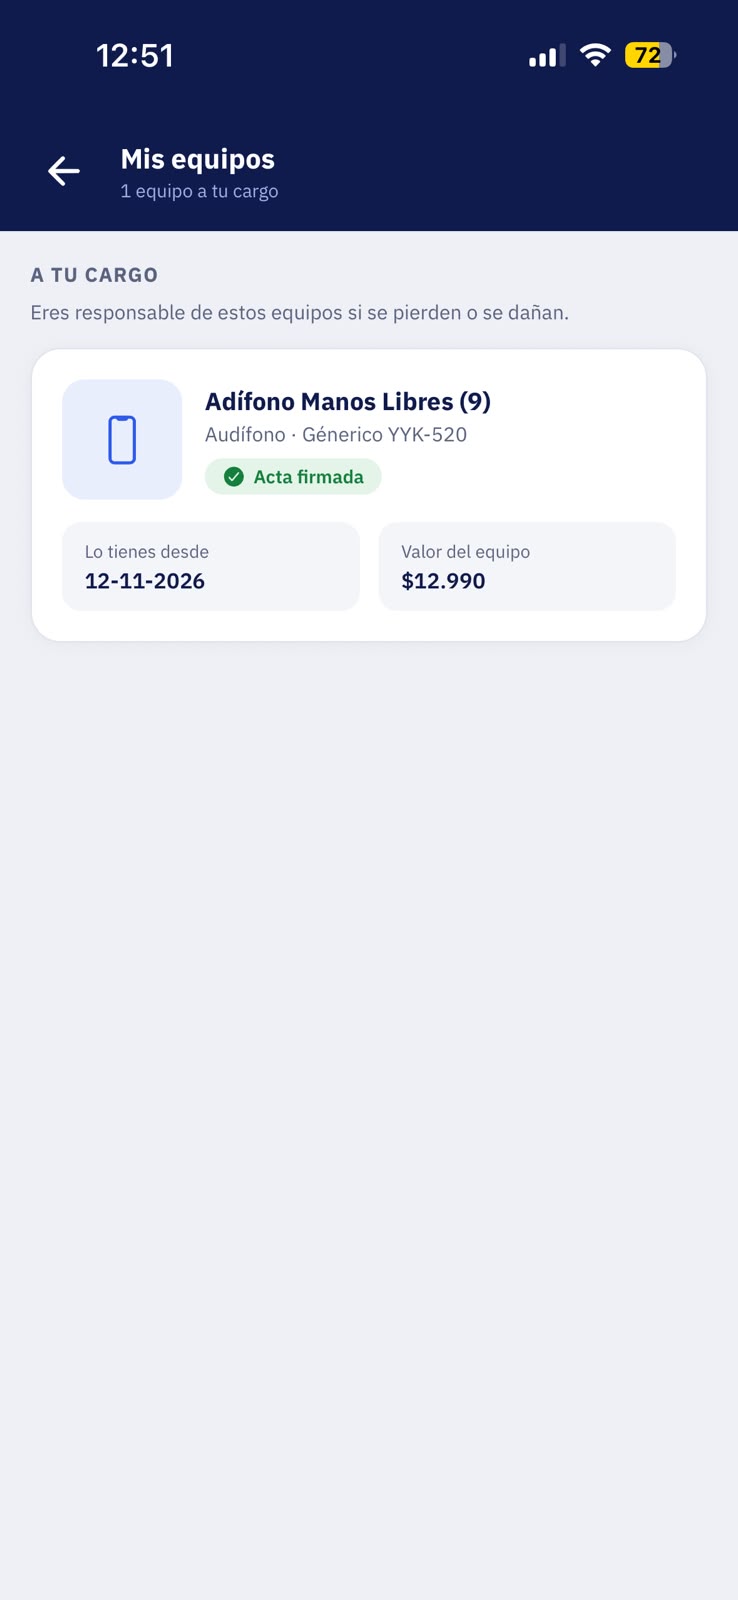 12:51
72
Mis equipos
1 equipo a tu cargo
A TU CARGO
Eres responsable de estos equipos si se pierden o se dañan.
Adífono Manos Libres (9)
Audífono · Génerico YYK-520
Acta firmada
Lo tienes desde
12-11-2026
Valor del equipo
$12.990